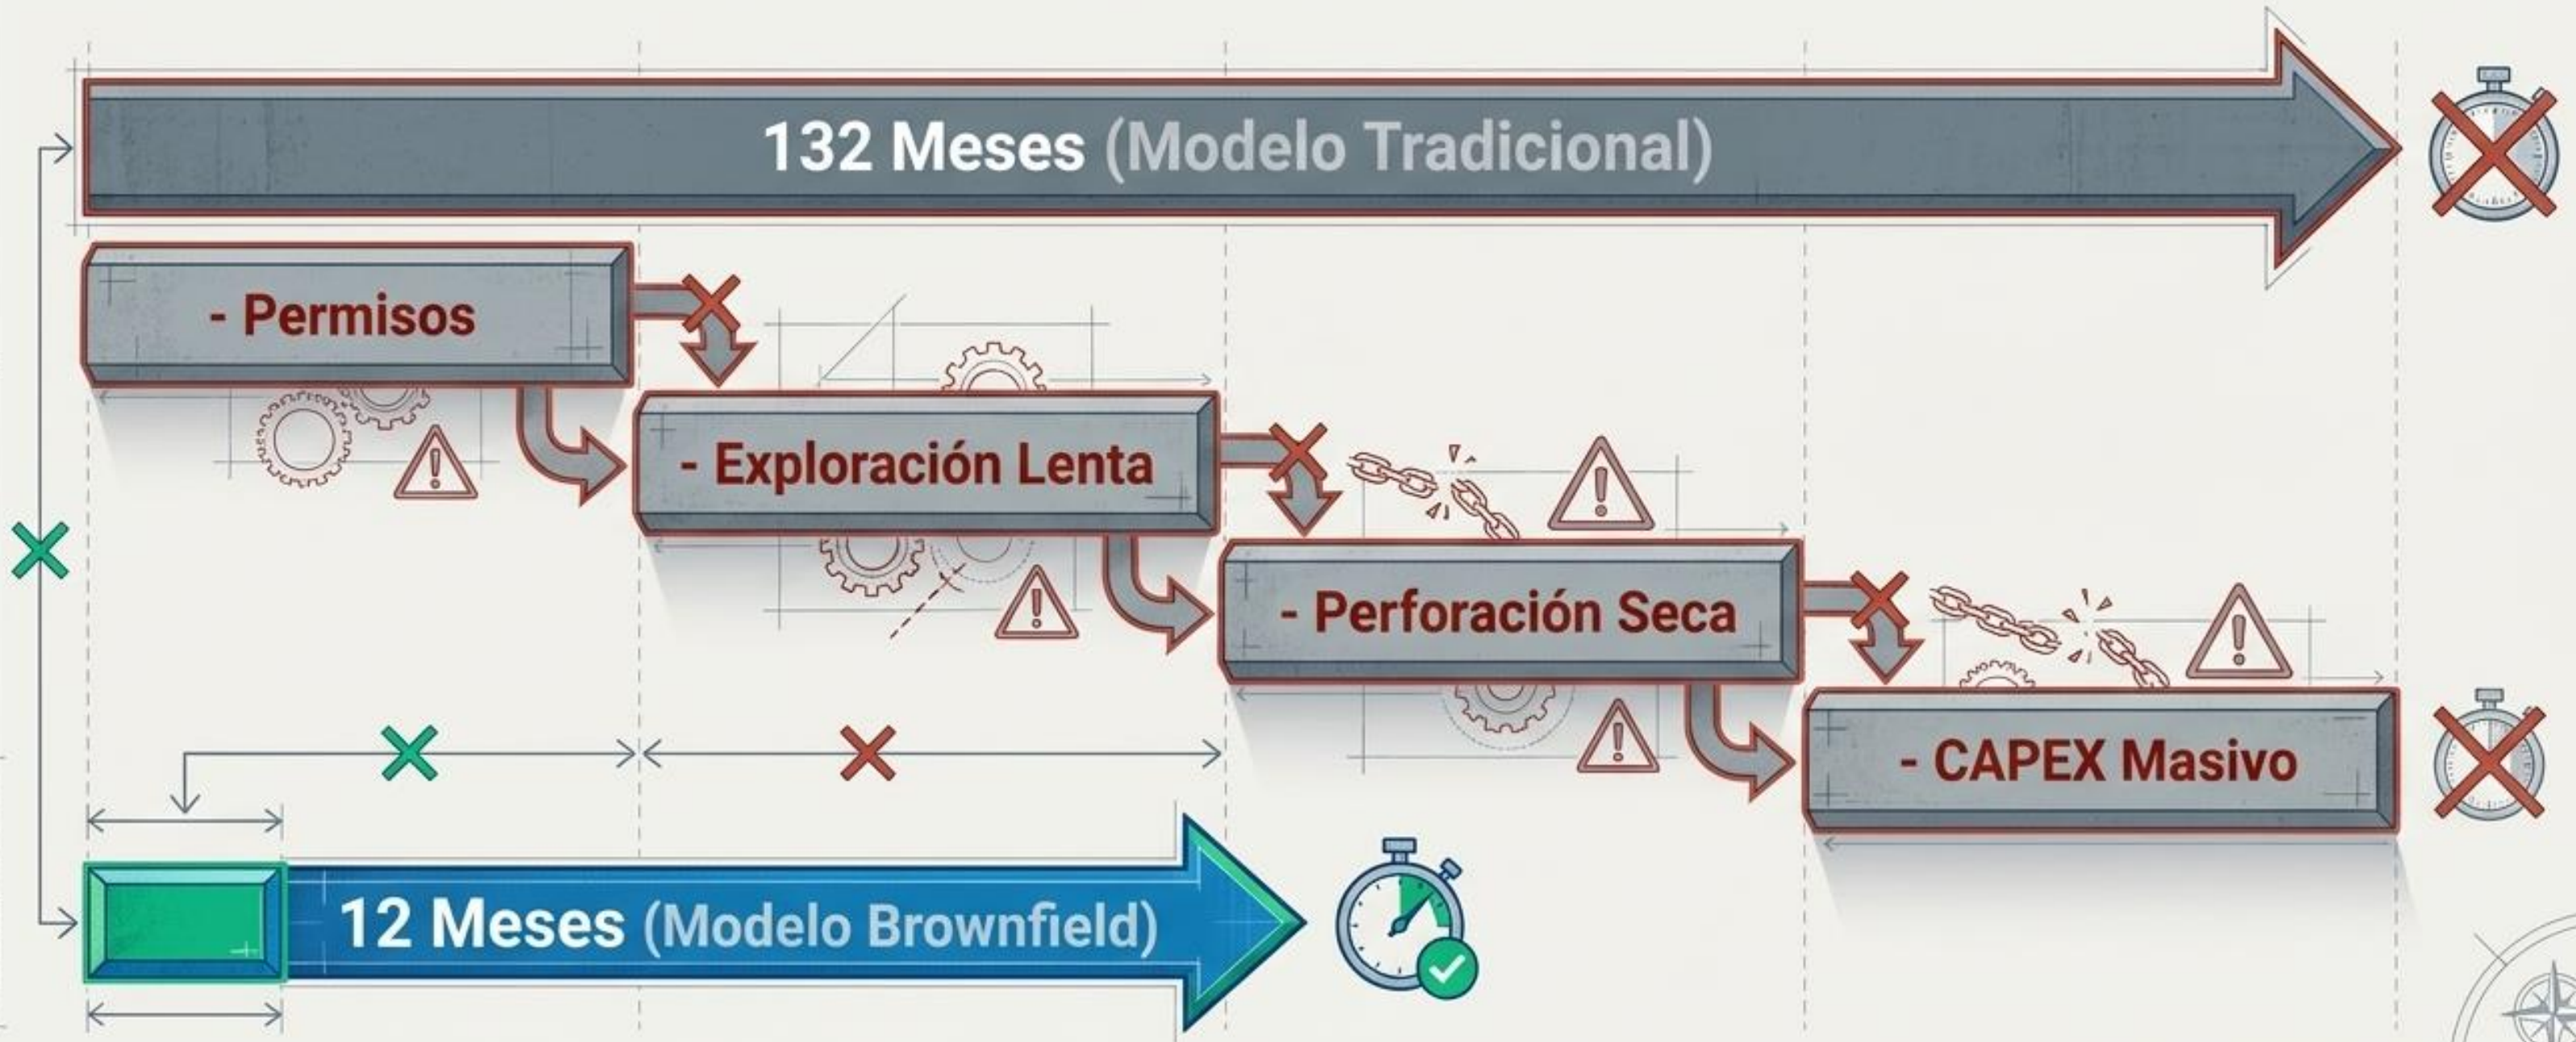 132 Meses (Modelo Tradicional)
- Permisos
- Exploración Lenta
- Perforación Seca
- CAPEX Masivo
12 Meses (Modelo Brownfield)